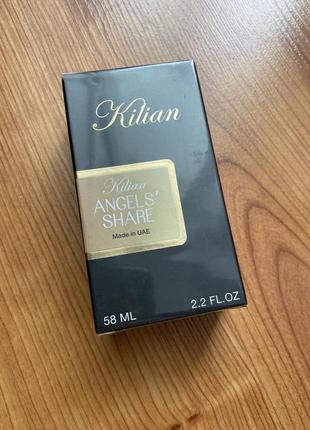 Kilian
Kilian
ANGELS'
SHARE
Made in UAE
58 ML
2.2 FL.OZ